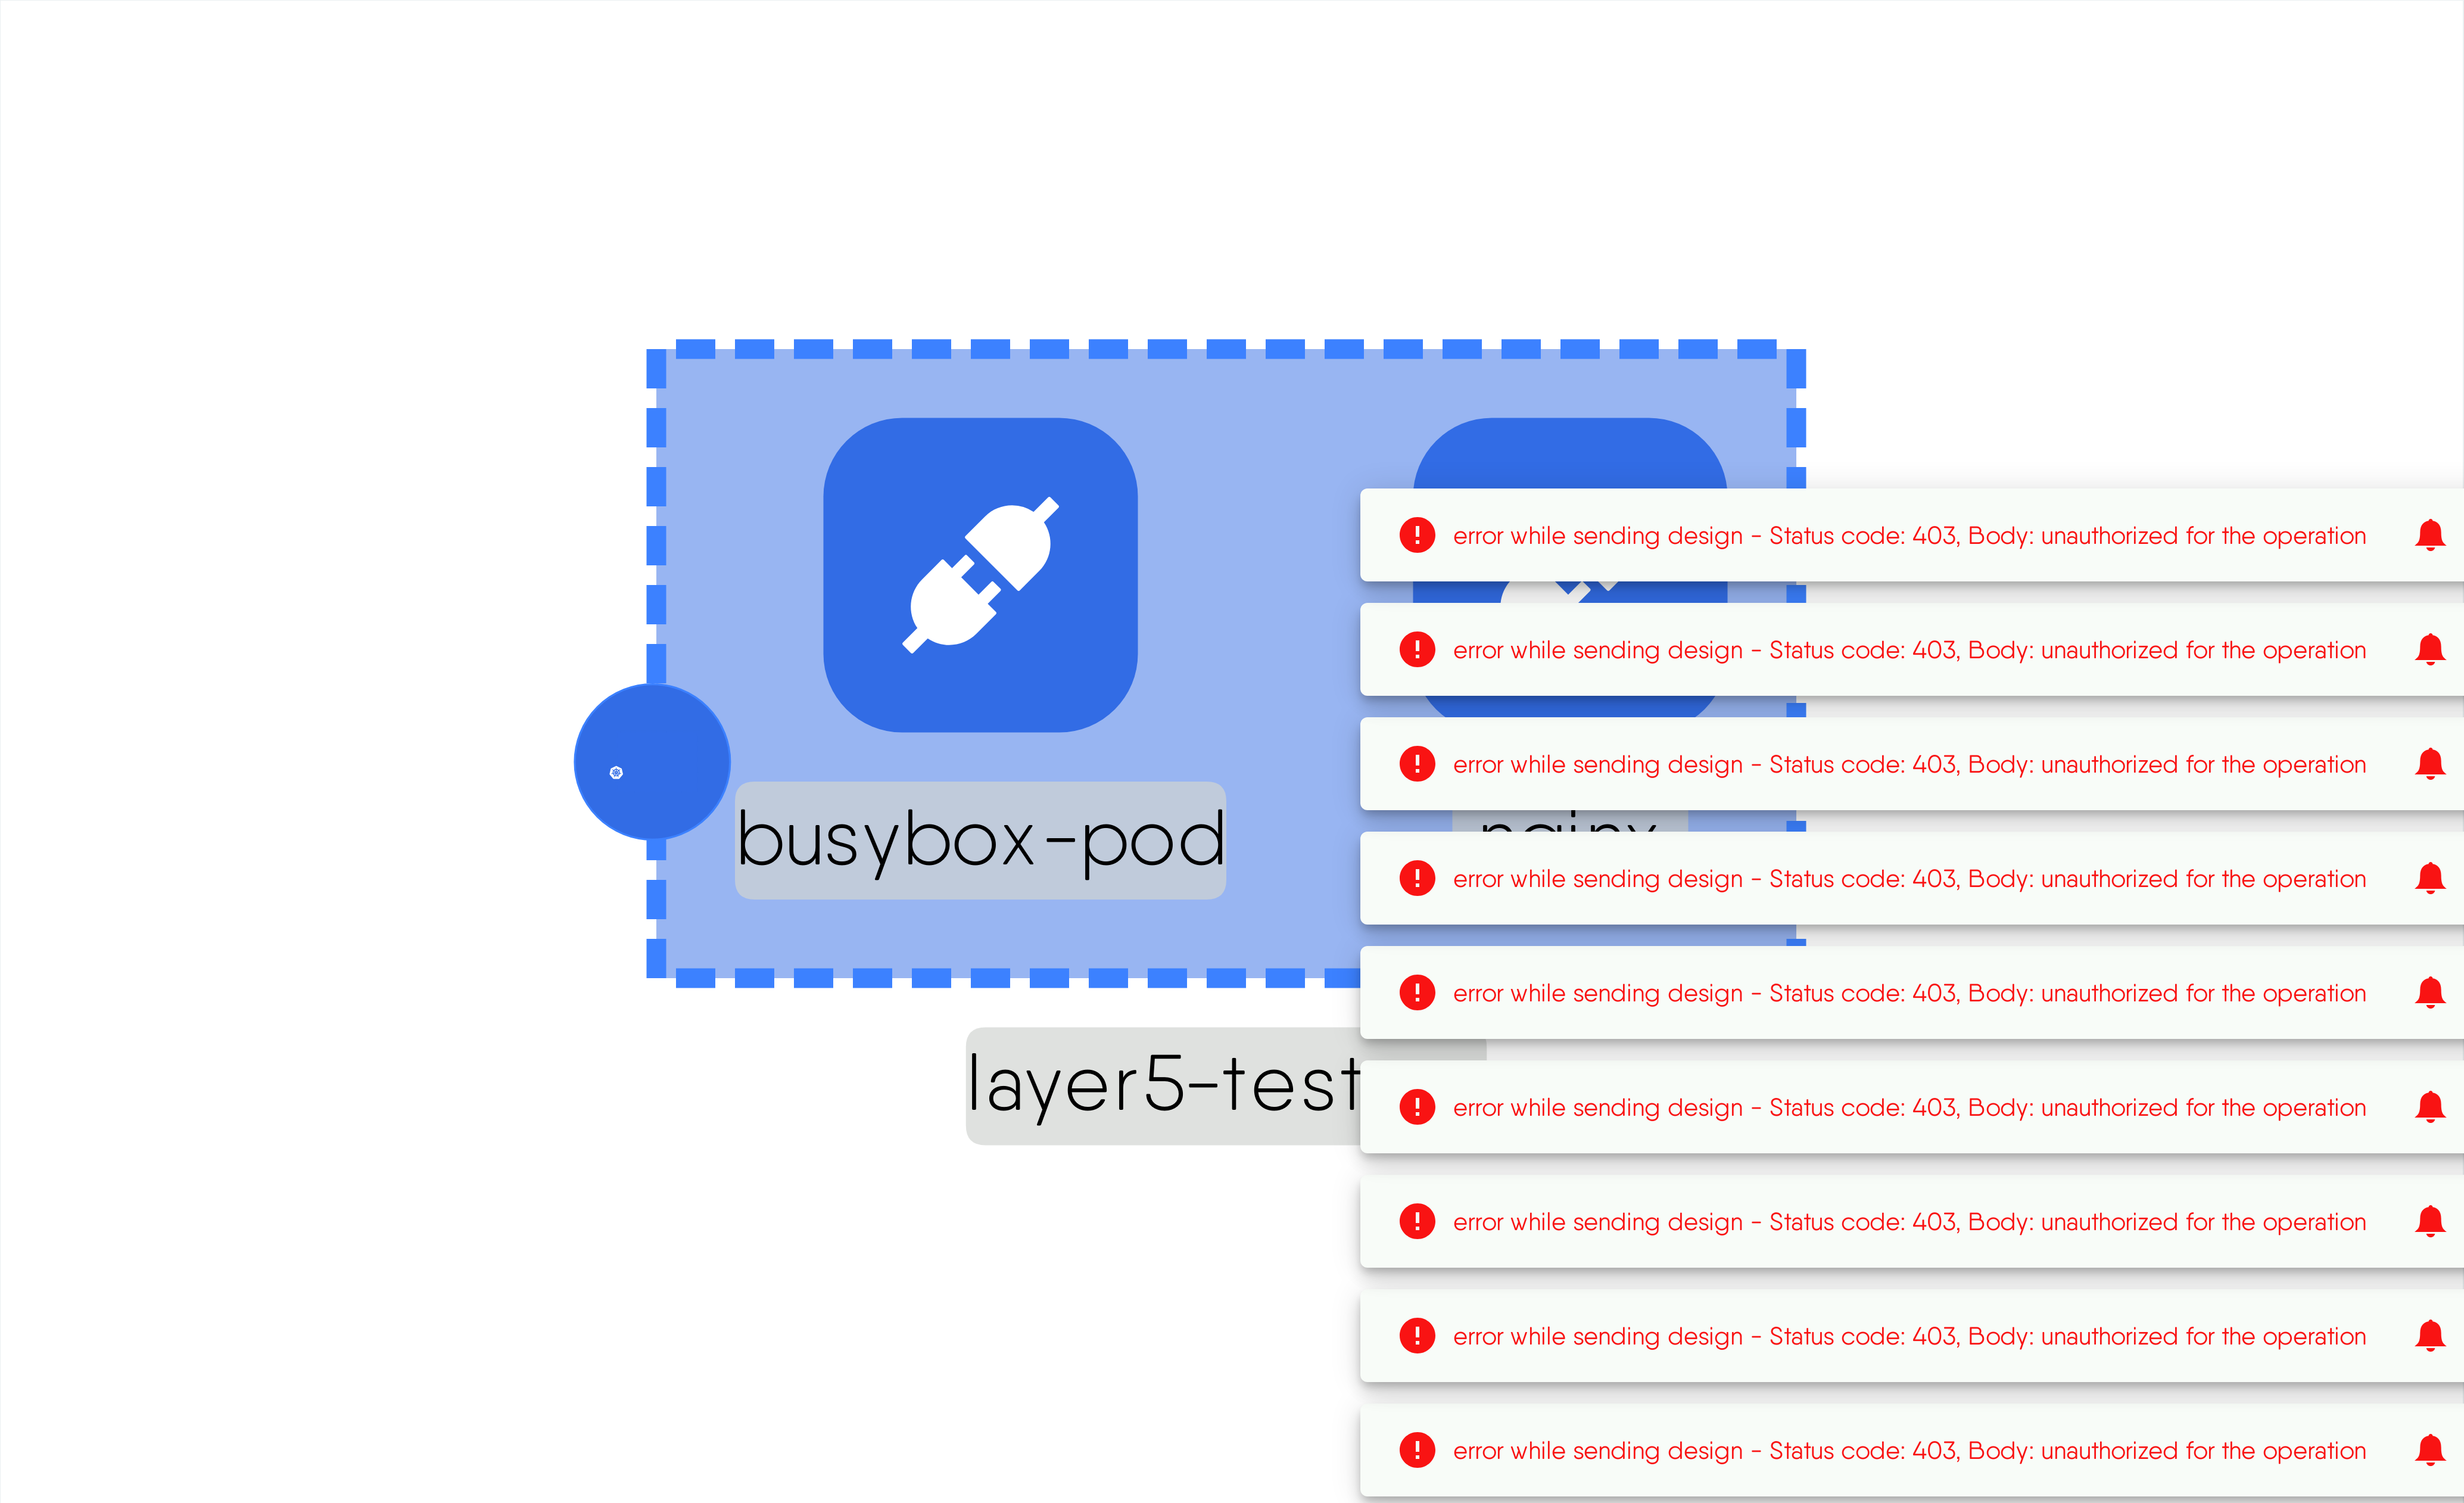 error while sending design - Status code: 403, Body: unauthorized for the operation
error while sending design - Status code: 403, Body: unauthorized for the operation
error while sending design - Status code: 403, Body: unauthorized for the operation
busybox-pod
nginx
error while sending design - Status code: 403, Body: unauthorized for the operation
error while sending design - Status code: 403, Body: unauthorized for the operation
layer5-test
error while sending design - Status code: 403, Body: unauthorized for the operation
error while sending design - Status code: 403, Body: unauthorized for the operation
error while sending design - Status code: 403, Body: unauthorized for the operation
error while sending design - Status code: 403, Body: unauthorized for the operation